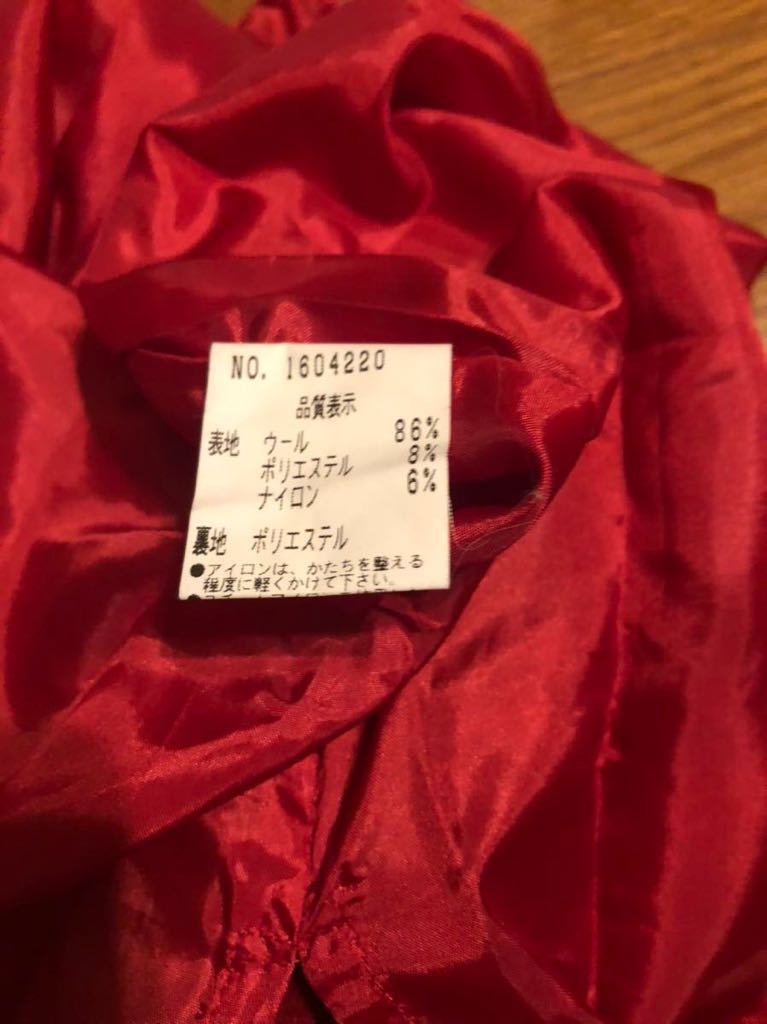 NO. 1604220
品質表示
表地 ウール 86%
ポリエステル 8%
ナイロン 6%
裏地 ポリエステル
●アイロンは、かたちを整える
程度に軽くかけて下さい。